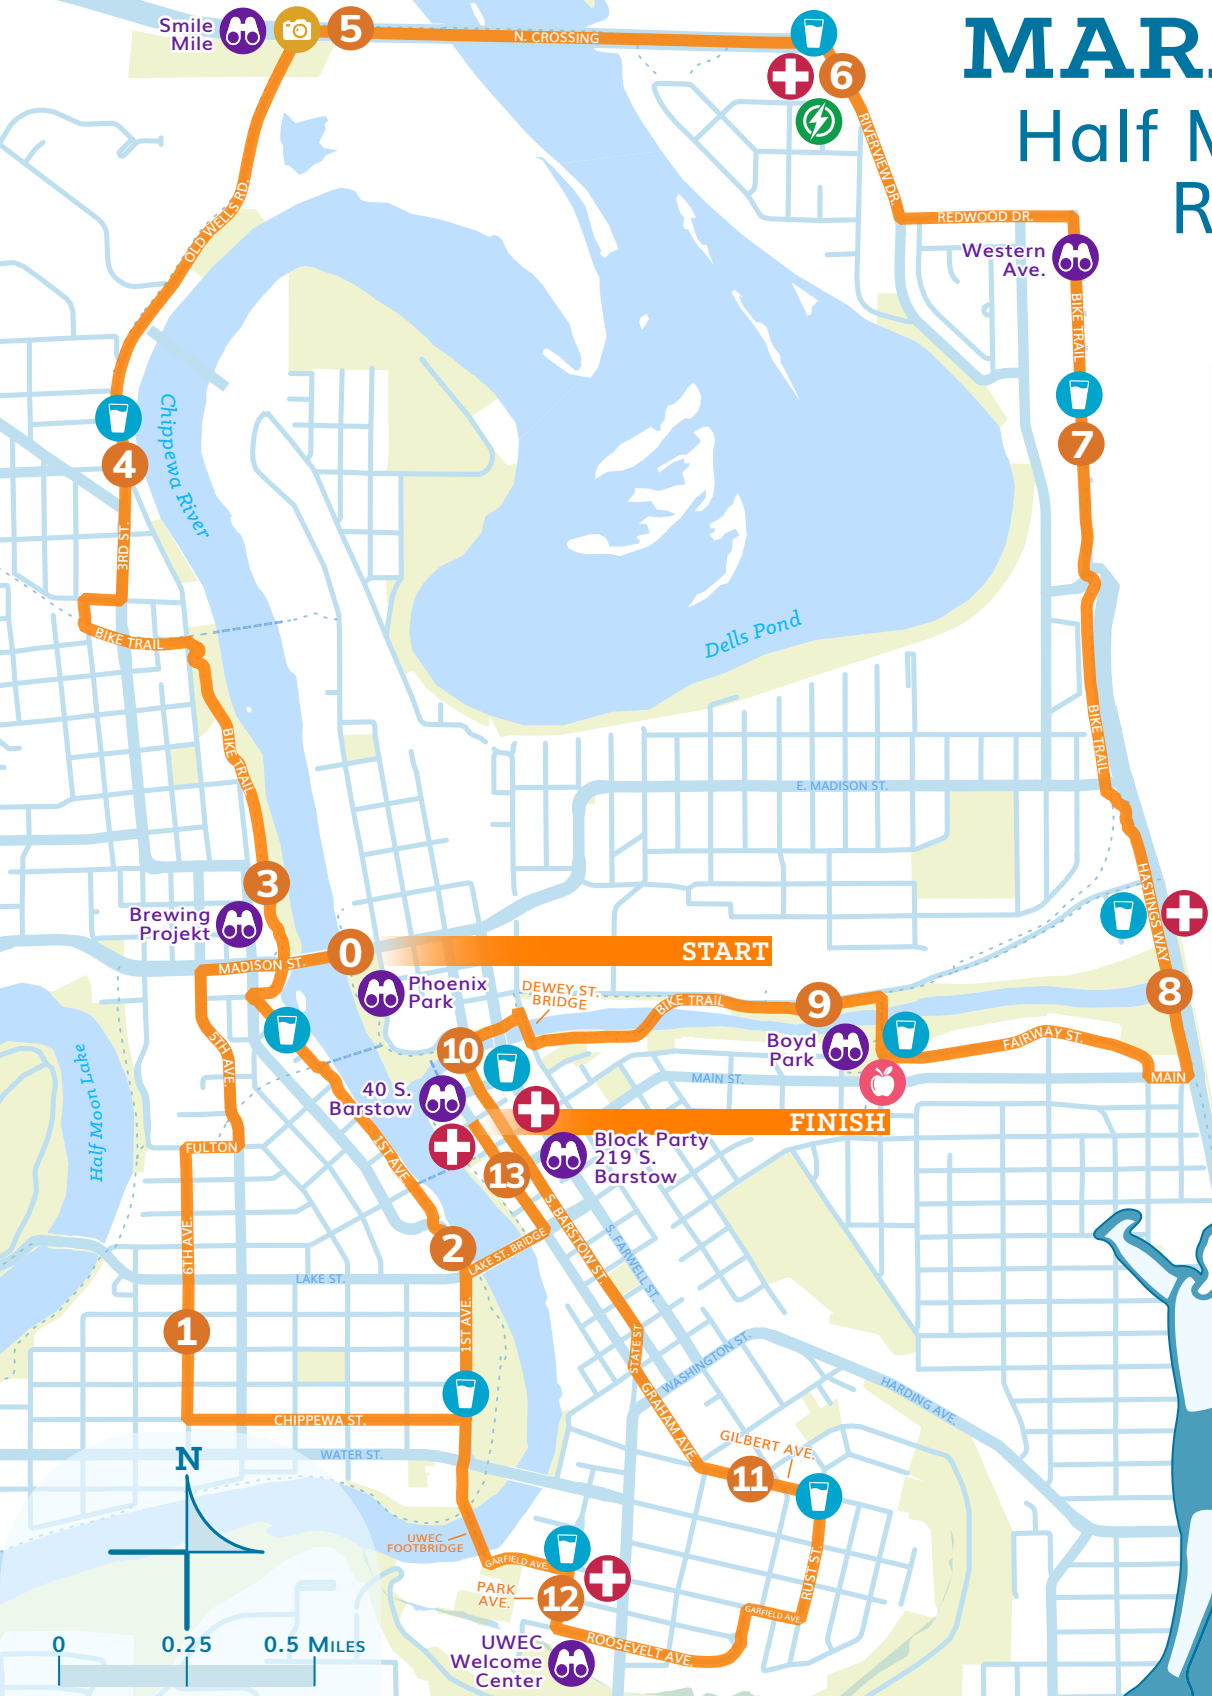 MAR
Half M
R
Smile
Mile
5
N. CROSSING
6
RIVERVIEW DR.
REDWOOD DR.
Western
Ave.
BIKE TRAIL
7
OLD WELLS RD.
Chippewa River
4
3RD ST.
BIKE TRAIL
BIKE TRAIL
Dells Pond
BIKE TRAIL
E. MADISON ST.
HASTINGS WAY
3
Brewing
Projekt
MADISON ST.
0
START
Phoenix
Park
DEWEY ST.
BRIDGE
BIKE TRAIL
9
8
Boyd
Park
FAIRWAY ST.
MAIN
MAIN ST.
10
5TH AVE.
Half Moon Lake
40 S.
Barstow
FINISH
Block Party
219 S.
Barstow
FULTON
1ST AVE.
13
S. BARSTOW ST.
S. FARWELL ST.
6TH AVE.
2
LAKE ST. BRIDGE
LAKE ST.
1
1ST AVE.
STATE ST.
WASHINGTON ST.
GRAHAM AVE.
HARDING AVE.
CHIPPEWA ST.
WATER ST.
GILBERT AVE.
11
UWEC
FOOTBRIDGE
GARFIELD AVE.
PARK
AVE.
12
RUST ST.
GARFIELD AVE.
ROOSEVELT AVE.
UWEC
Welcome
Center
N
0 0.25 0.5 MILES